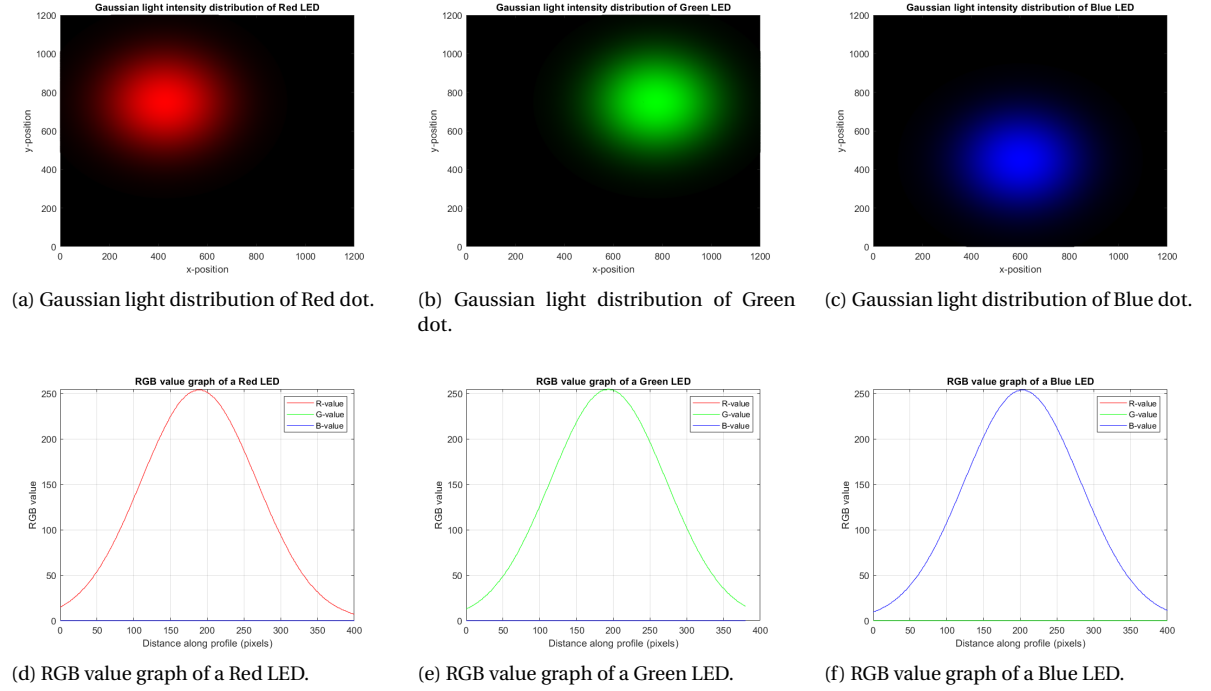 Gaussian light intensity distribution of Red LED
1200
1000
800
600
400
200
0
y-position
0 200 400 600 800 1000 1200
x-position
(a) Gaussian light distribution of Red dot.
Gaussian light intensity distribution of Green LED
1200
1000
800
600
400
200
0
y-position
0 200 400 600 800 1000 1200
x-position
(b) Gaussian light distribution of Green
dot.
Gaussian light intensity distribution of Blue LED
1200
1000
800
600
400
200
0
y-position
0 200 400 600 800 1000 1200
x-position
(c) Gaussian light distribution of Blue dot.
RGB value graph of a Red LED
250
200
150
100
50
0
RGB value
R-value
G-value
B-value
0 50 100 150 200 250 300 350 400
Distance along profile (pixels)
(d) RGB value graph of a Red LED.
RGB value graph of a Green LED
250
200
150
100
50
0
RGB value
R-value
G-value
B-value
0 50 100 150 200 250 300 350 400
Distance along profile (pixels)
(e) RGB value graph of a Green LED.
RGB value graph of a Blue LED
250
200
150
100
50
0
RGB value
R-value
G-value
B-value
0 50 100 150 200 250 300 350 400
Distance along profile (pixels)
(f) RGB value graph of a Blue LED.